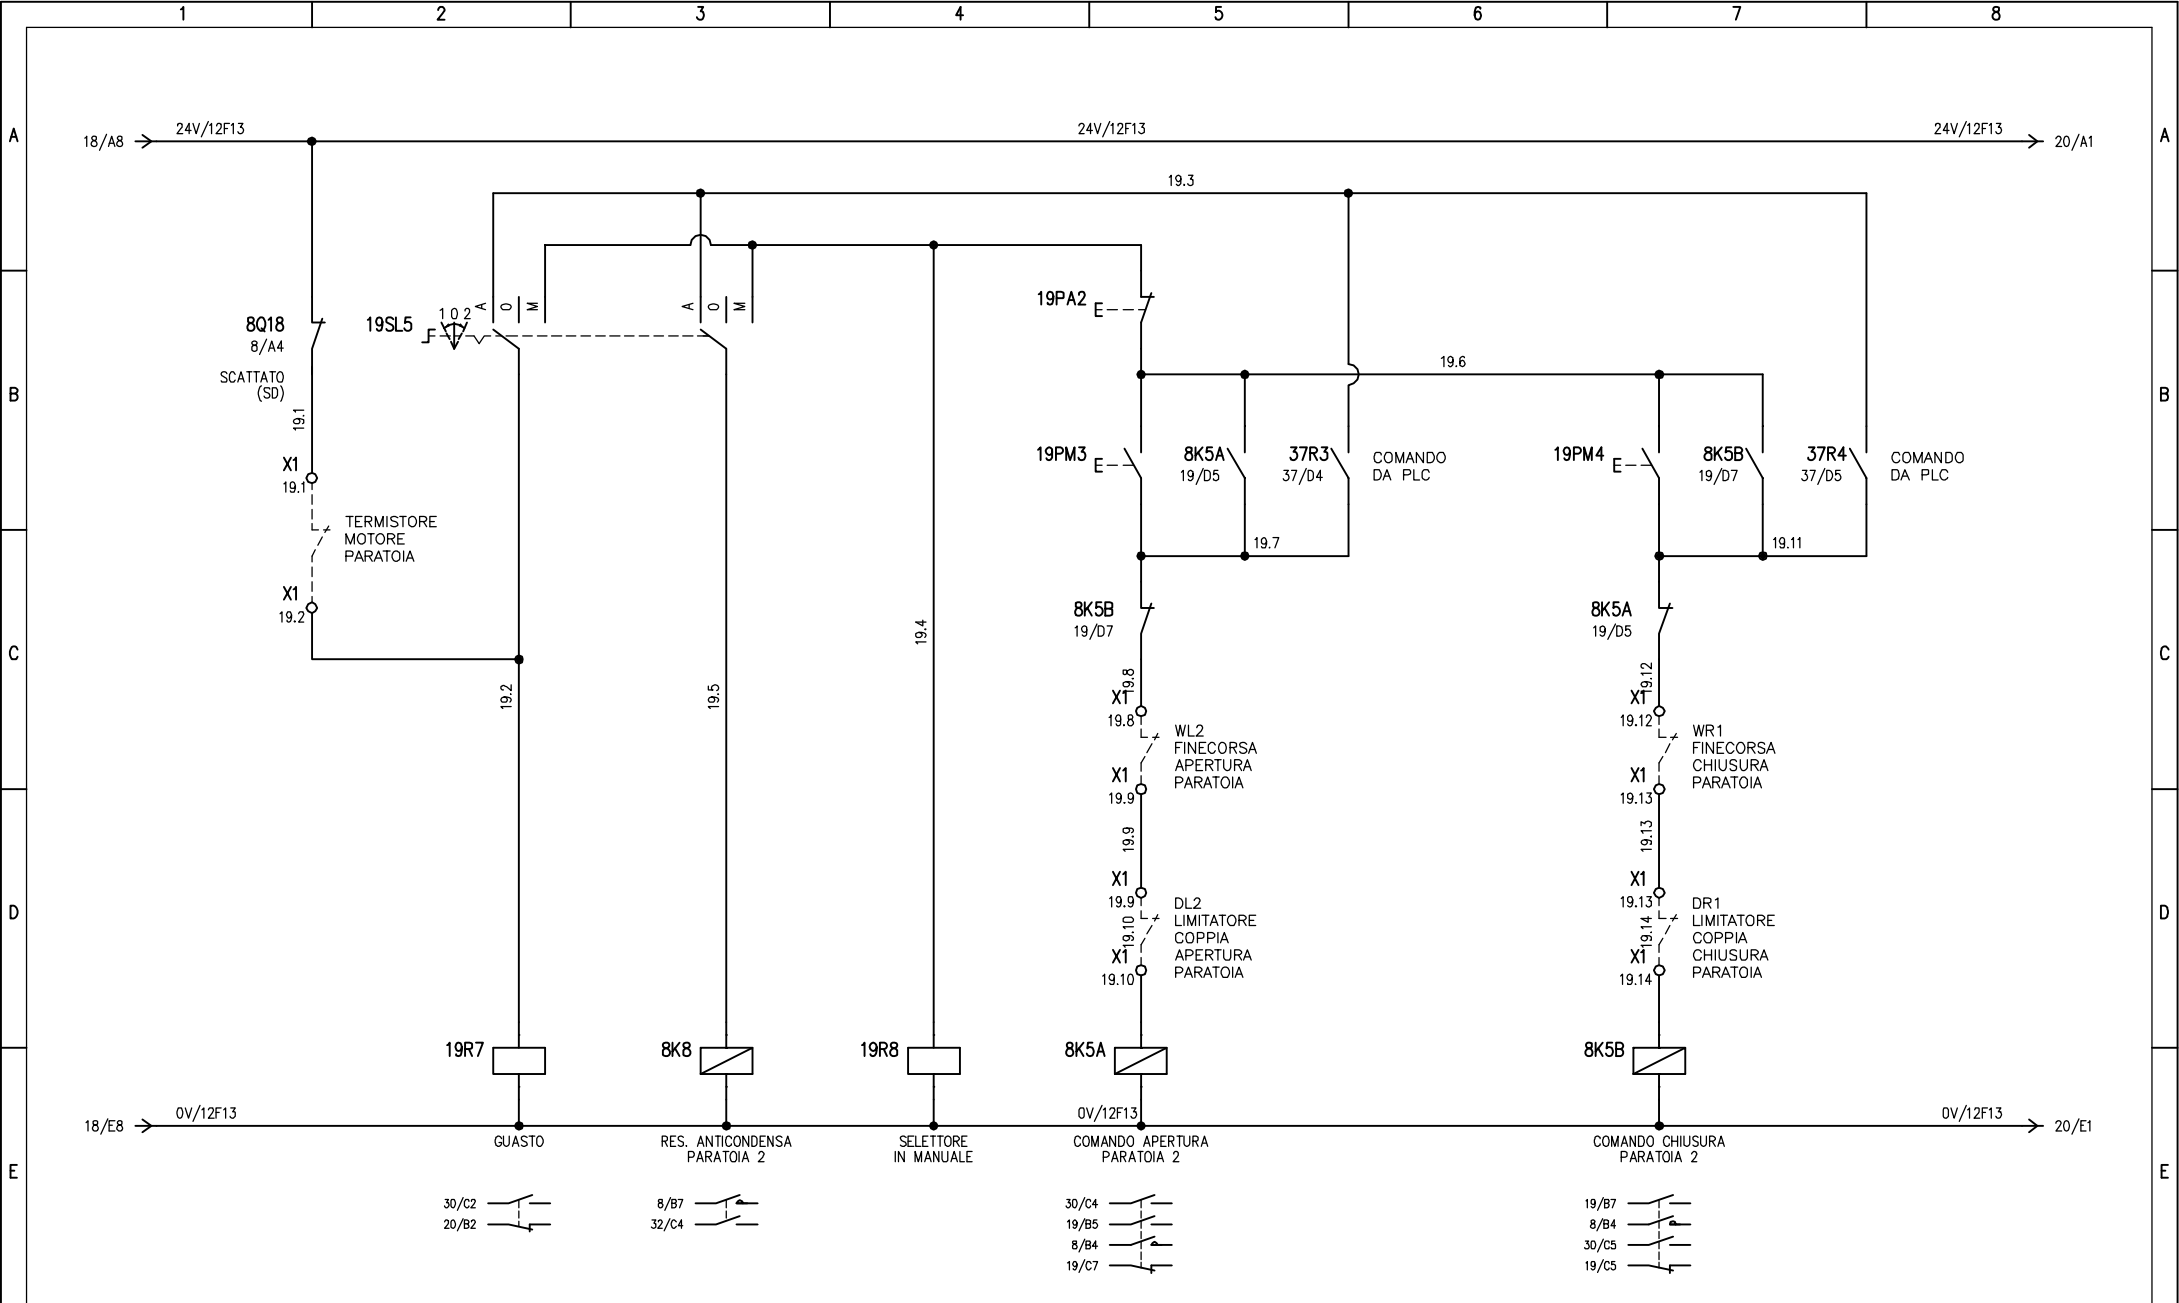 1 2 3 4 5 6 7 8
A A
18/A8 24V/12F13 24V/12F13 24V/12F13 20/A1
19.3
8Q18
8/A4
SCATTATO
(SD)
19.1
19SL5
1 0 2
A 0 M
A 0 M
19PA2
E
19.6
B B
X1
19.1
TERMISTORE
MOTORE
PARATOIA
X1
19.2
19PM3
E
8K5A
19/D5
37R3
37/D4
COMANDO
DA PLC
19PM4
E
8K5B
19/D7
37R4
37/D5
COMANDO
DA PLC
19.7
19.11
8K5B
19/D7
8K5A
19/D5
C C
19.2
19.5
19.4
19.8
X1
19.8
WL2
FINECORSA
APERTURA
PARATOIA
X1
19.9
19.12
X1
19.12
WR1
FINECORSA
CHIUSURA
PARATOIA
X1
19.13
19.9
19.13
D D
X1
19.9
DL2
LIMITATORE
COPPIA
APERTURA
PARATOIA
19.10
X1
19.10
X1
19.13
DR1
LIMITATORE
COPPIA
CHIUSURA
PARATOIA
19.14
X1
19.14
19R7 8K8 19R8 8K5A 8K5B
18/E8 0V/12F13 0V/12F13 0V/12F13 20/E1
GUASTO
RES. ANTICONDENSA
PARATOIA 2
SELETTORE
IN MANUALE
COMANDO APERTURA
PARATOIA 2
COMANDO CHIUSURA
PARATOIA 2
E E
30/C2
20/B2
8/B7
32/C4
30/C4
19/B5
8/B4
19/C7
19/B7
8/B4
30/C5
19/C5